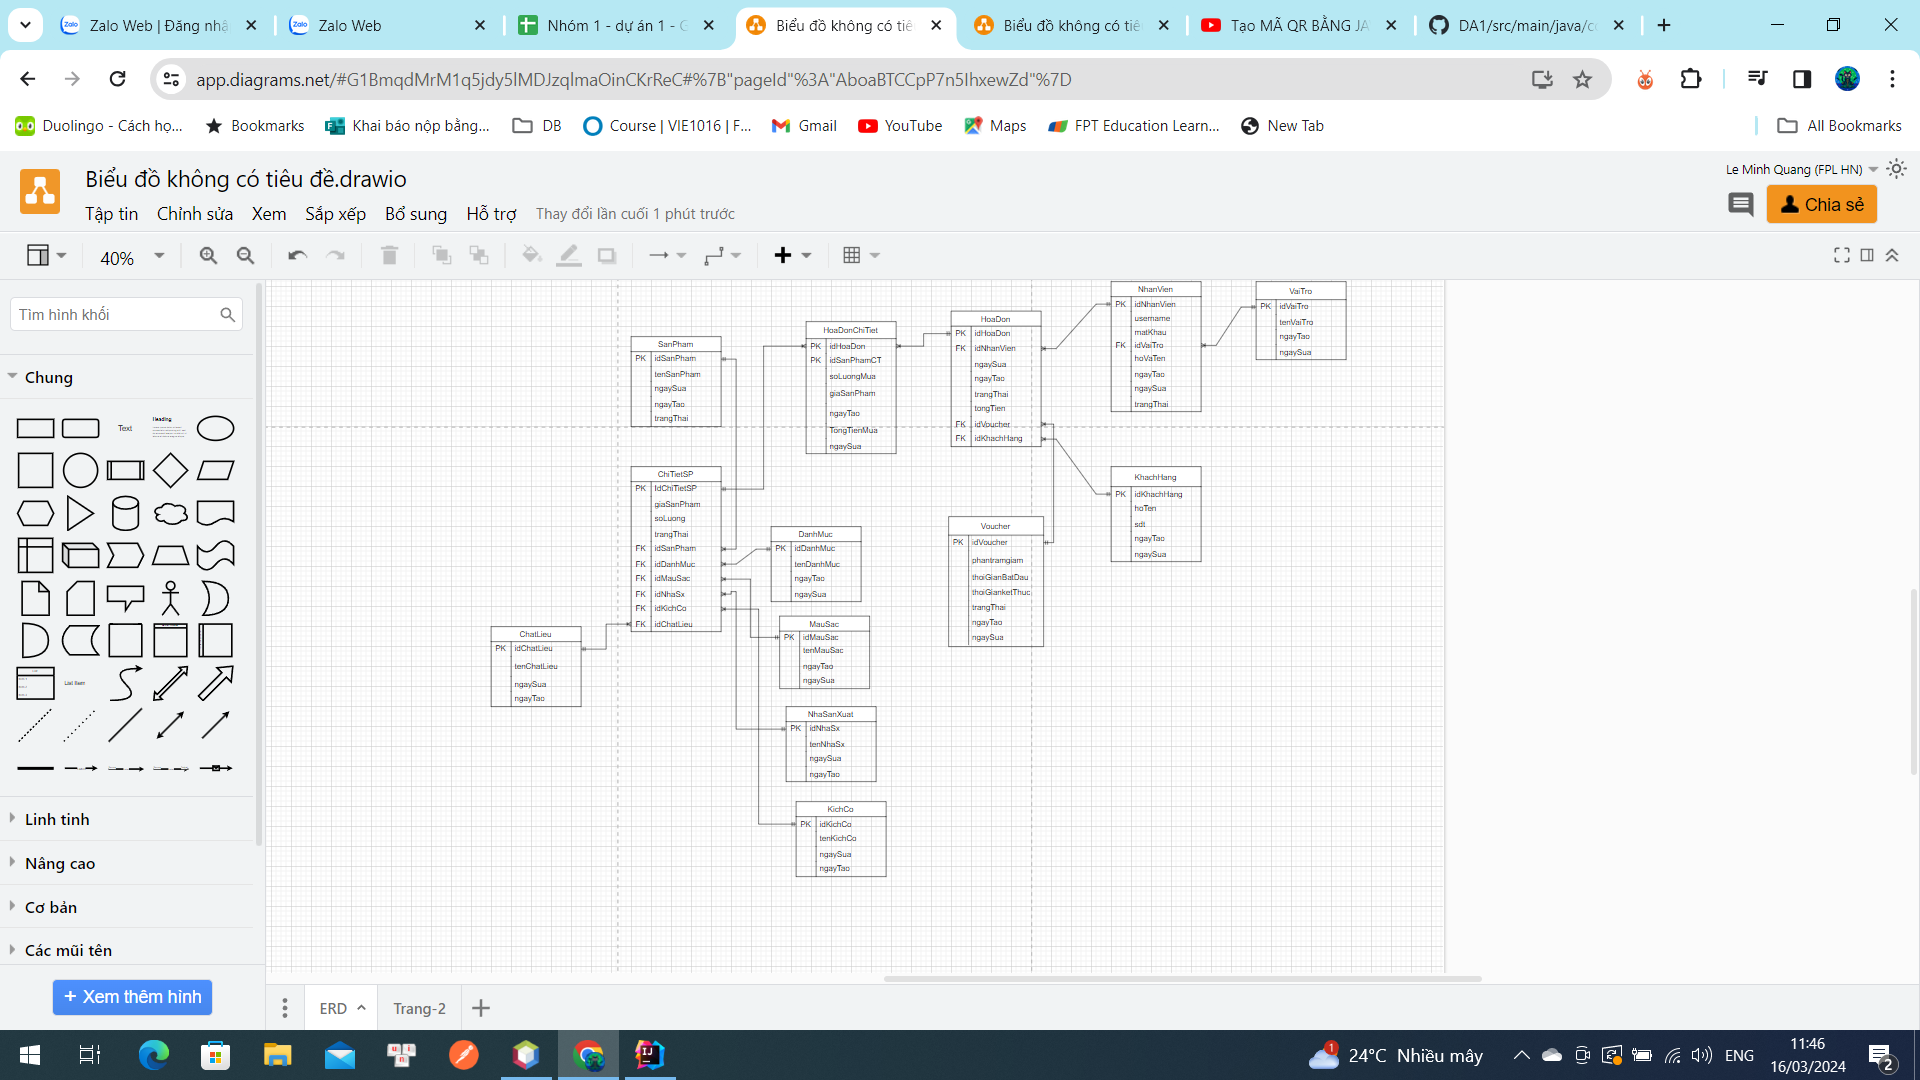 Zalo Web | Đăng nhậ
Zalo Web
Nhóm 1 - dự án 1 - G
Biểu đồ không có tiê
Biểu đồ không có tiê
Tạo MÃ QR BẰNG JA
DA1/src/main/java/co
app.diagrams.net/#G1BmqdMrM1q5jdy5lMDJzqlmaOinCKrReC#%7B"pageId"%3A"AboaBTCCpP7n5IhxewZd"%7D
Duolingo - Cách họ...
Bookmarks
Khai báo nộp bằng...
DB
Course | VIE1016 | F...
Gmail
YouTube
Maps
FPT Education Learn...
New Tab
All Bookmarks
Biểu đồ không có tiêu đề.drawio
Le Minh Quang (FPL HN)
Tập tin
Chỉnh sửa
Xem
Sắp xếp
Bổ sung
Hỗ trợ
Thay đổi lần cuối 1 phút trước
Chia sẻ
40%
Tìm hình khối
Chung
Text
Heading
List Item
Linh tinh
Nâng cao
Cơ bản
Các mũi tên
+ Xem thêm hình
SanPham
PK idSanPham
tenSanPham
ngaySua
ngayTao
trangThai
HoaDonChiTiet
PK idHoaDon
PK idSanPhamCT
soLuongMua
giaSanPham
ngayTao
TongTienMua
ngaySua
HoaDon
PK idHoaDon
FK idNhanVien
ngaySua
ngayTao
trangThai
tongTien
FK idVoucher
FK idKhachHang
NhanVien
PK idNhanVien
username
matKhau
FK idVaiTro
hoVaTen
ngayTao
ngaySua
trangThai
VaiTro
PK idVaiTro
tenVaiTro
ngayTao
ngaySua
ChiTietSP
PK IdChiTietSP
giaSanPham
soLuong
trangThai
FK idSanPham
FK idDanhMuc
FK idMauSac
FK idNhaSx
FK idKichCo
FK idChatLieu
DanhMuc
PK idDanhMuc
tenDanhMuc
ngayTao
ngaySua
Voucher
PK idVoucher
phantramgiam
thoiGianBatDau
thoiGianketThuc
trangThai
ngayTao
ngaySua
KhachHang
PK idKhachHang
hoTen
sdt
ngayTao
ngaySua
ChatLieu
PK idChatLieu
tenChatLieu
ngaySua
ngayTao
MauSac
PK idMauSac
tenMauSac
ngayTao
ngaySua
NhaSanXuat
PK idNhaSx
tenNhaSx
ngaySua
ngayTao
KichCo
PK idKichCo
tenKichCo
ngaySua
ngayTao
ERD
Trang-2
1
24°C Nhiều mây
ENG
11:46
16/03/2024
2